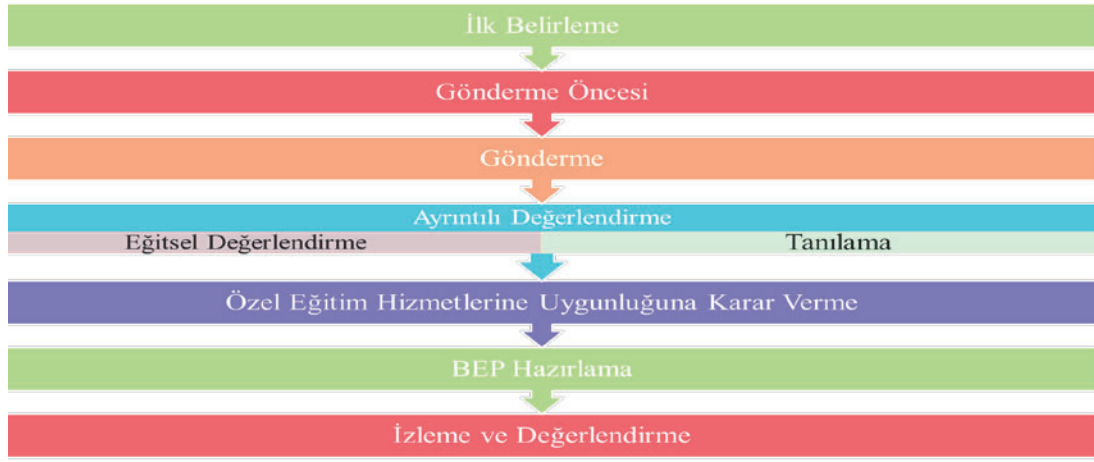 İlk Belirleme
Gönderme Öncesi
Gönderme
Ayrıntılı Değerlendirme
Eğitsel Değerlendirme Tanılama
Özel Eğitim Hizmetlerine Uygunluğuna Karar Verme
BEP Hazırlama
İzleme ve Değerlendirme